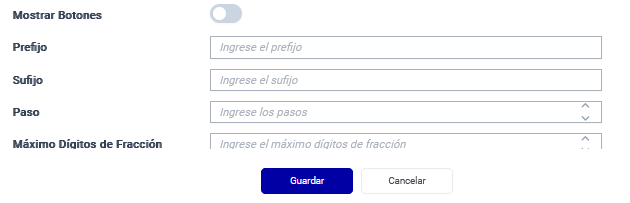 Mostrar Botones
Prefijo Ingrese el prefijo
Sufijo Ingrese el sufijo
Paso Ingrese los pasos
Máximo Dígitos de Fracción Ingrese el máximo dígitos de fracción
Guardar Cancelar